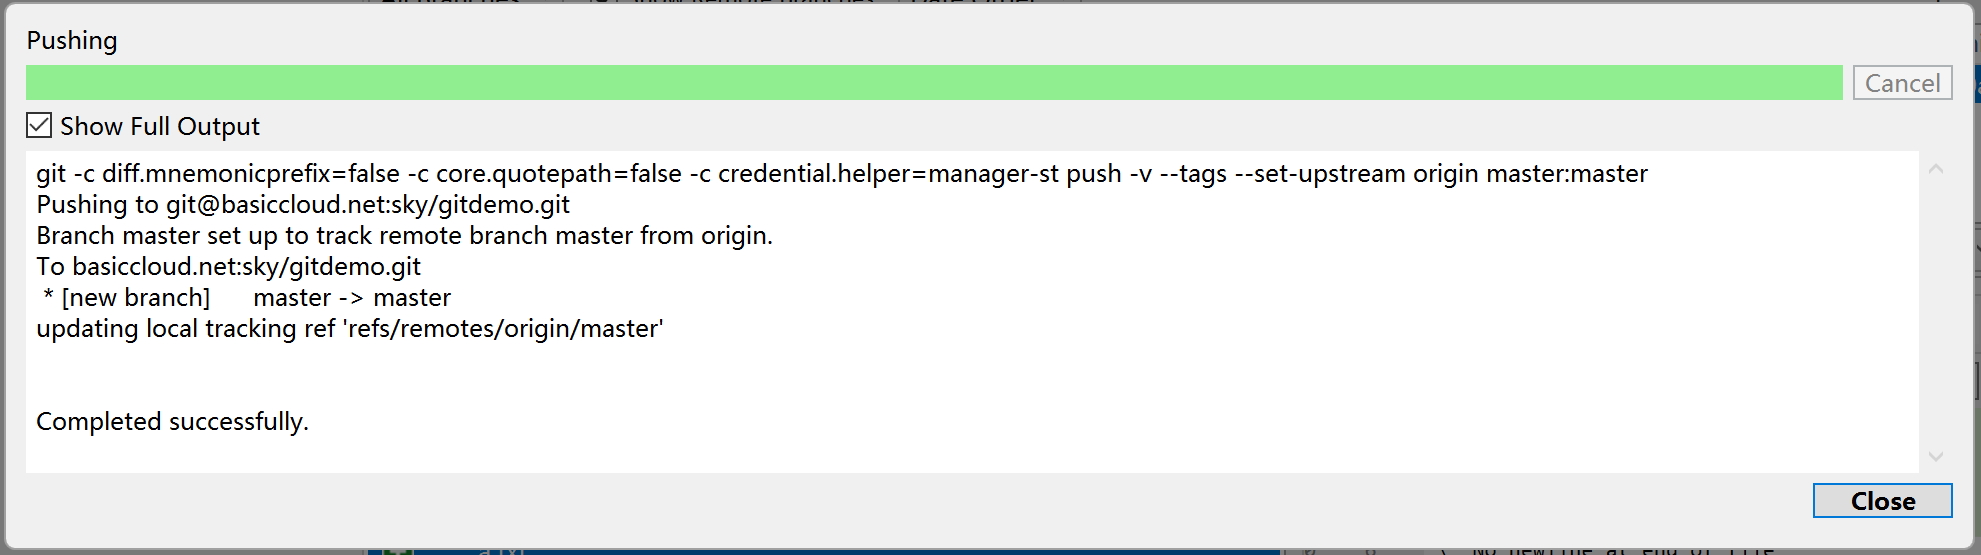 Pushing
Cancel
Show Full Output
git -c diff.mnemonicprefix=false -c core.quotepath=false -c credential.helper=manager-st push -v --tags --set-upstream origin master:master
Pushing to git@basiccloud.net:sky/gitdemo.git
Branch master set up to track remote branch master from origin.
To basiccloud.net:sky/gitdemo.git
 * [new branch]      master -> master
updating local tracking ref 'refs/remotes/origin/master'
Completed successfully.
Close